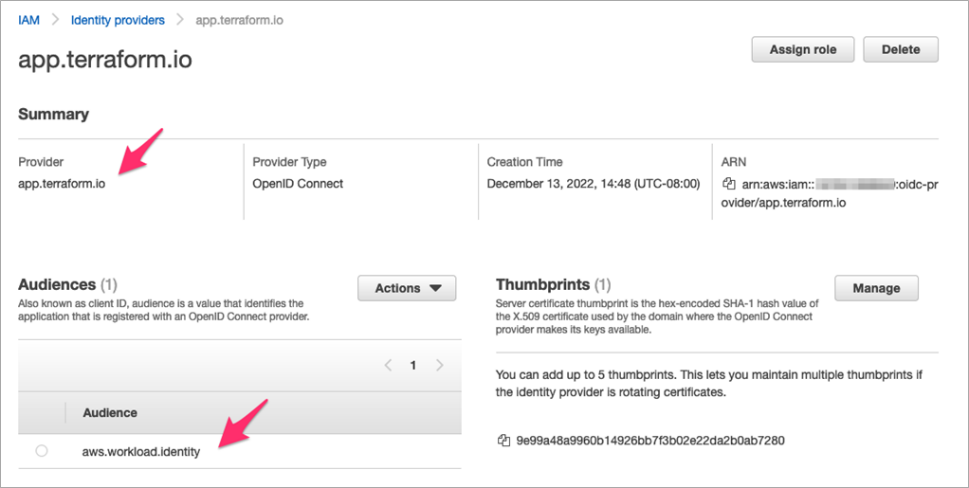 IAM > Identity providers > app.terraform.io
app.terraform.io
Assign role
Delete
Summary
Provider
app.terraform.io
Provider Type
OpenID Connect
Creation Time
December 13, 2022, 14:48 (UTC-08:00)
ARN
arn:aws:iam:: :oidc-pr
ovider/app.terraform.io
Audiences (1)
Actions
Also known as client ID, audience is a value that identifies the
application that is registered with an OpenID Connect provider.
< 1 >
Audience
aws.workload.identity
Thumbprints (1)
Manage
Server certificate thumbprint is the hex-encoded SHA-1 hash value of
the X.509 certificate used by the domain where the OpenID Connect
provider makes its keys available.
You can add up to 5 thumbprints. This lets you maintain multiple thumbprints if
the identity provider is rotating certificates.
9e99a48a9960b14926bb7f3b02e22da2b0ab7280